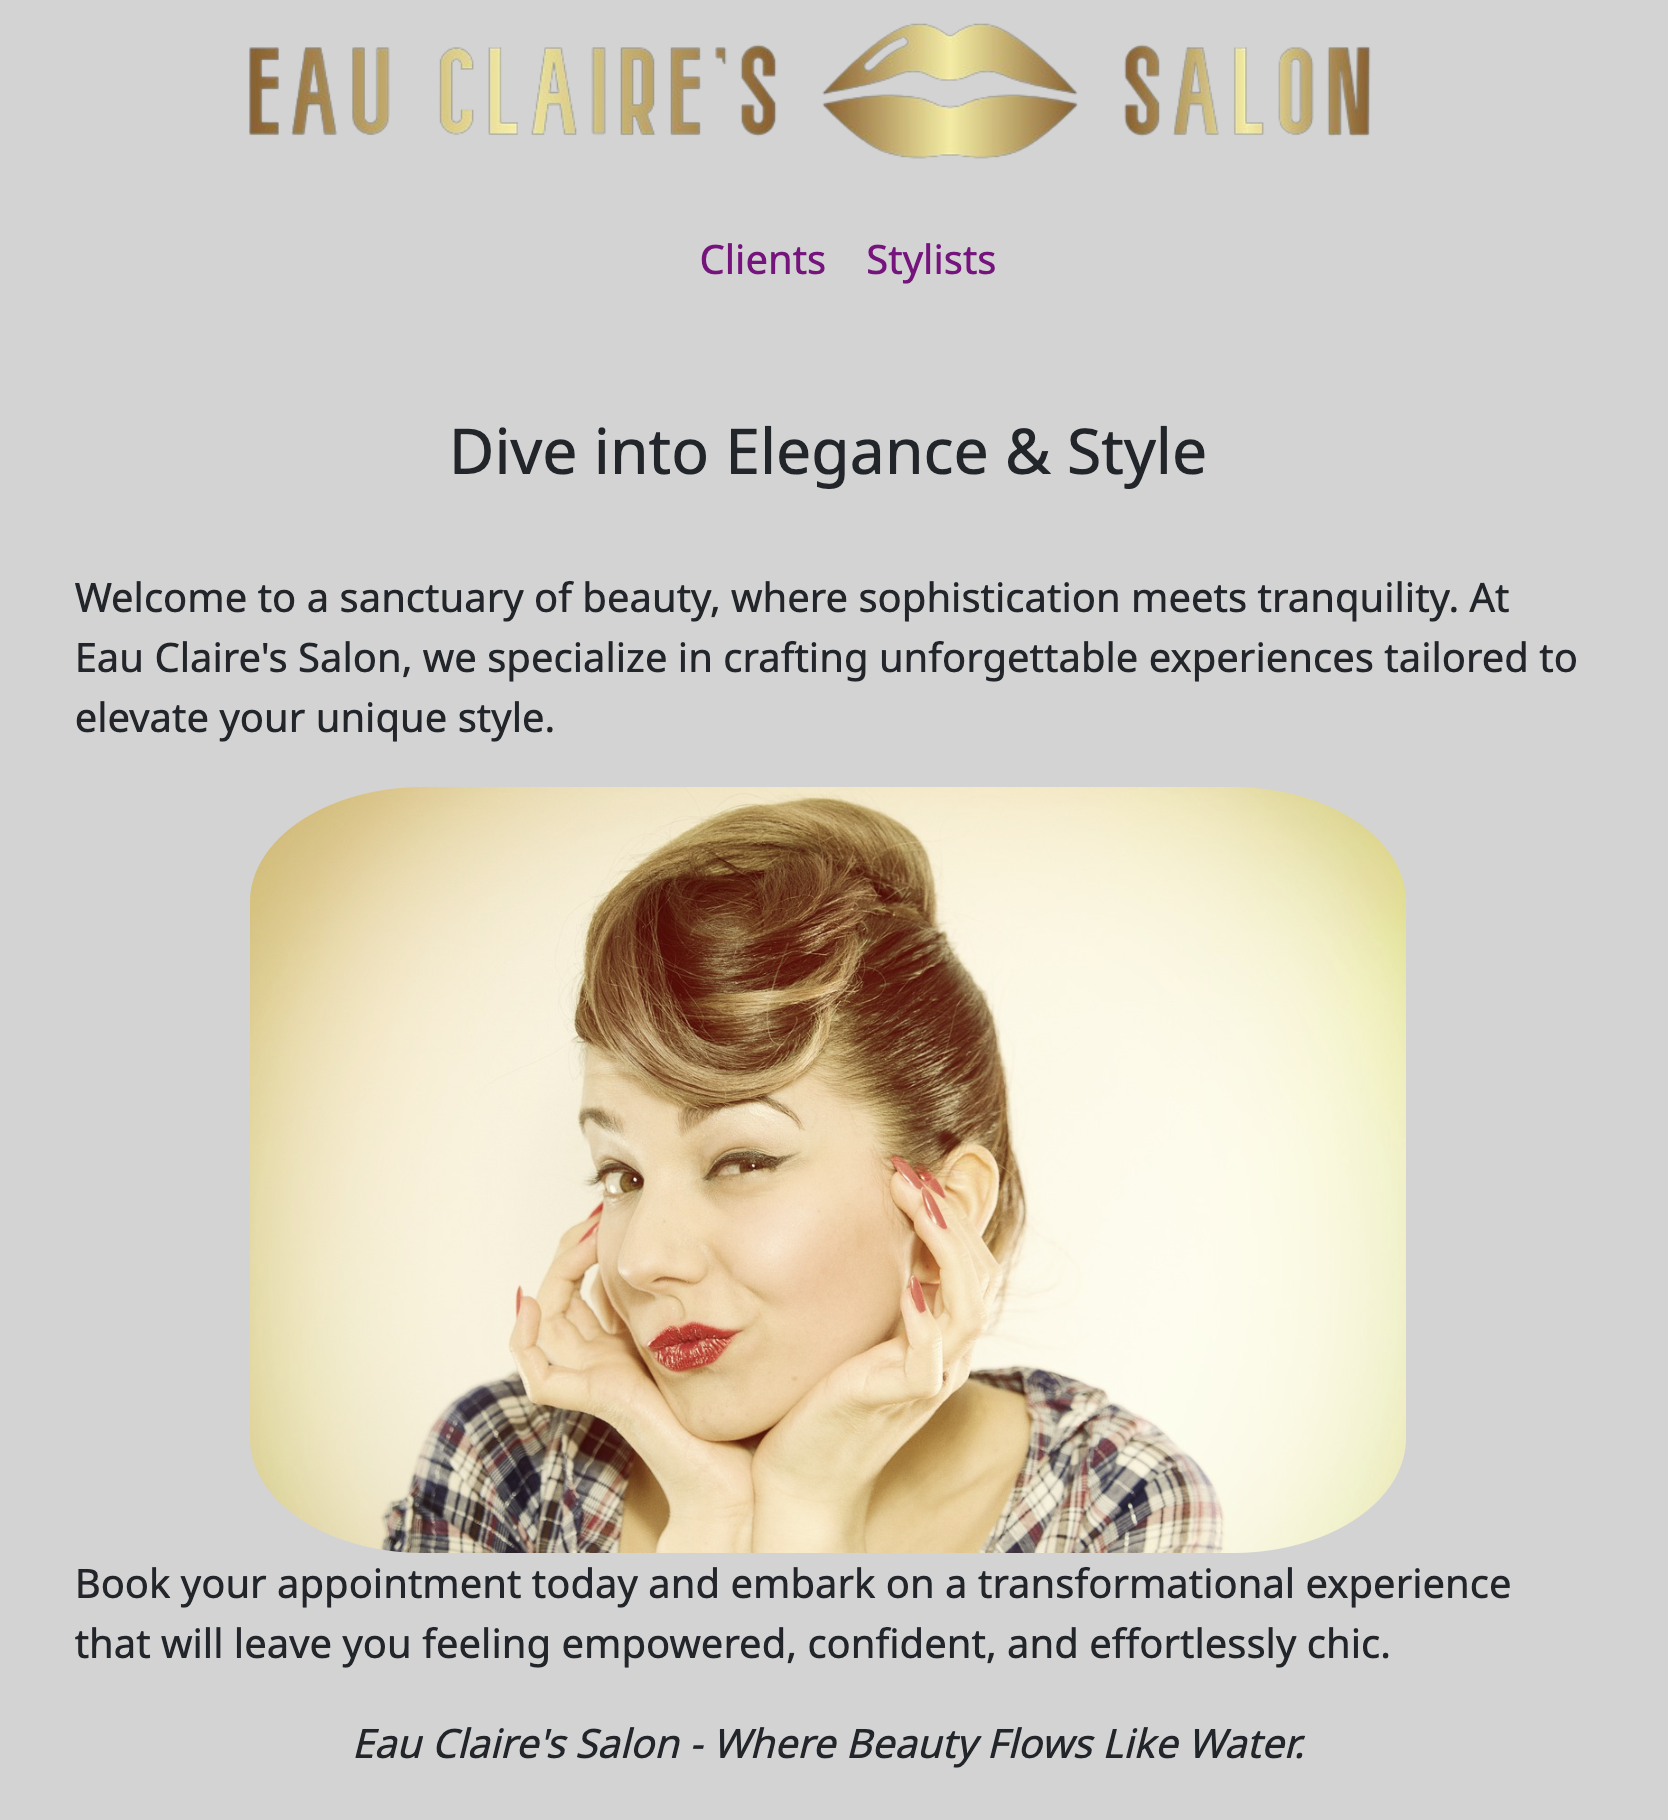 EAU CLAIRE'S SALON
Clients Stylists
Dive into Elegance & Style
Welcome to a sanctuary of beauty, where sophistication meets tranquility. At
Eau Claire's Salon, we specialize in crafting unforgettable experiences tailored to
elevate your unique style.
Book your appointment today and embark on a transformational experience
that will leave you feeling empowered, confident, and effortlessly chic.
Eau Claire's Salon - Where Beauty Flows Like Water.